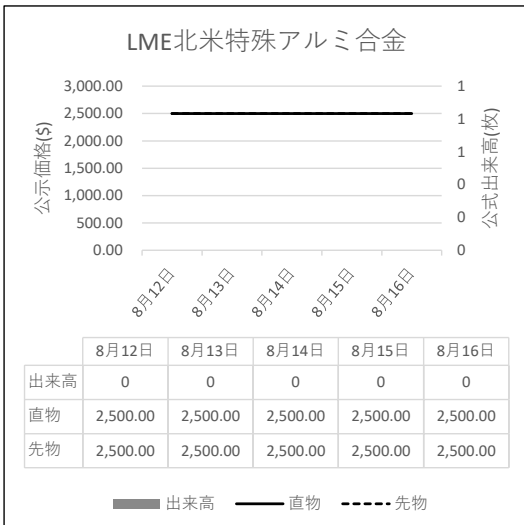 LME北米特殊アルミ合金
3,000.00
2,500.00
2,000.00
1,500.00
1,000.00
500.00
0.00
公示価格($)
1
1
1
0
0
0
公式出来高(枚)
8月12日
8月13日
8月14日
8月15日
8月16日
8月12日 8月13日 8月14日 8月15日 8月16日
出来高 0 0 0 0 0
直物 2,500.00 2,500.00 2,500.00 2,500.00 2,500.00
先物 2,500.00 2,500.00 2,500.00 2,500.00 2,500.00
出来高 直物 先物